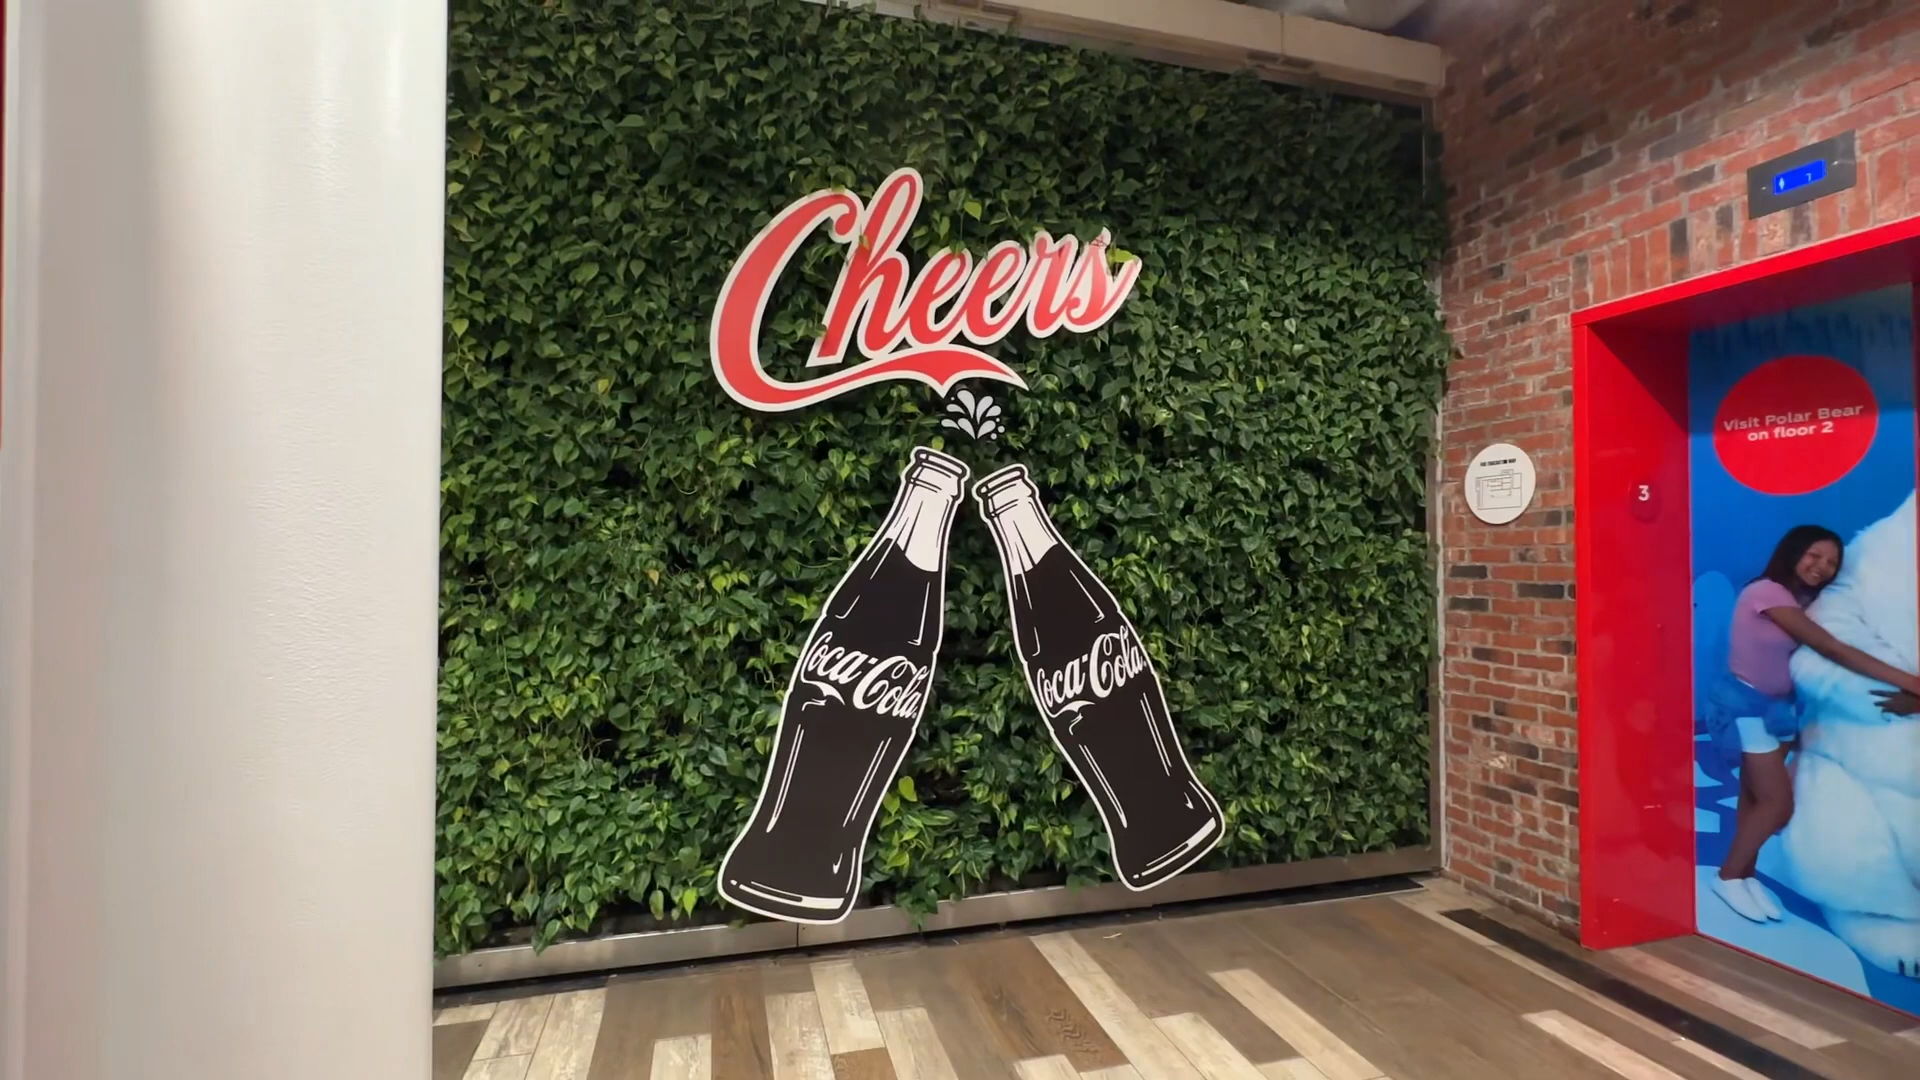 Cheers
Coca-Cola
Coca-Cola
Visit Polar Bear
on floor 2
3